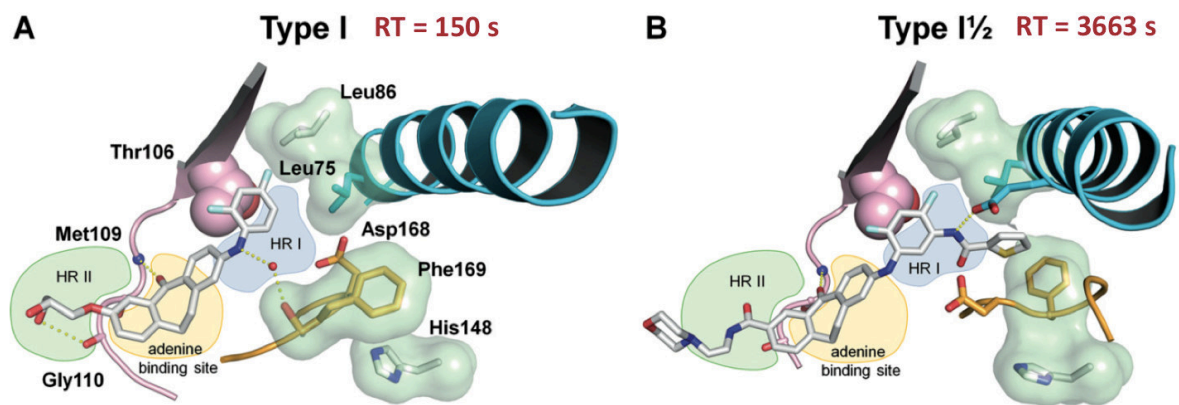 A Type I RT = 150 s
Leu86
Thr106
Leu75
Met109
HR I
Asp168
HR II
Phe169
His148
adenine
binding site
Gly110
B Type I½ RT = 3663 s
HR I
HR II
adenine
binding site